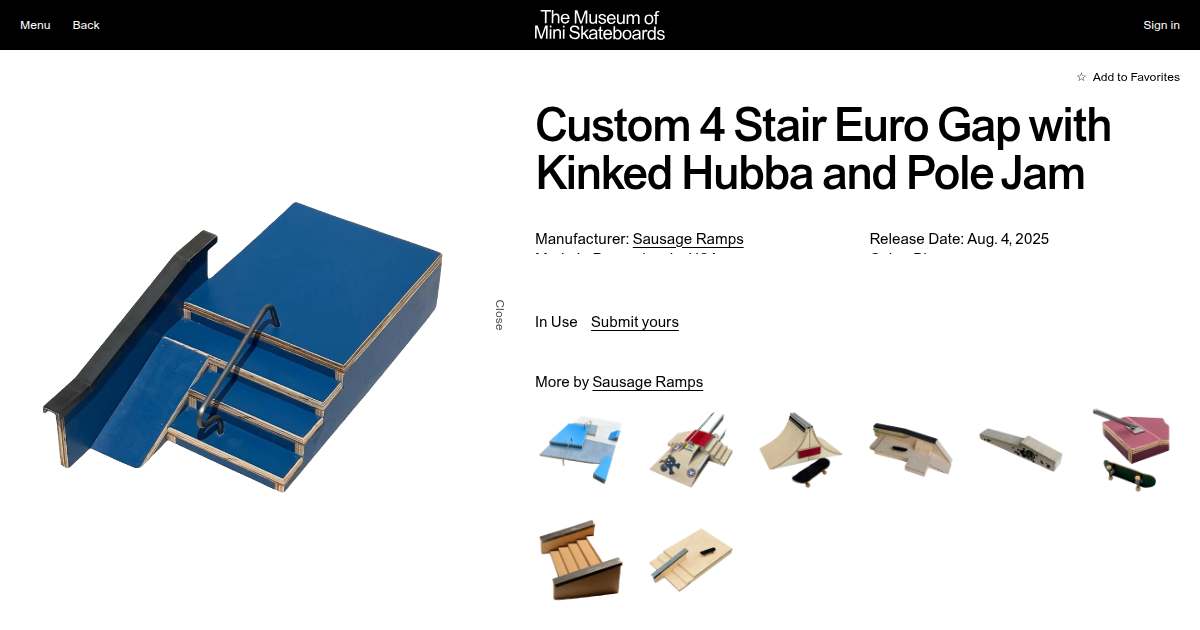 Menu
Back
The Museum of
Mini Skateboards
Sign in
☆ Add to Favorites
Custom 4 Stair Euro Gap with
Kinked Hubba and Pole Jam
Manufacturer: Sausage Ramps
Release Date: Aug. 4, 2025
Close
In Use Submit yours
More by Sausage Ramps